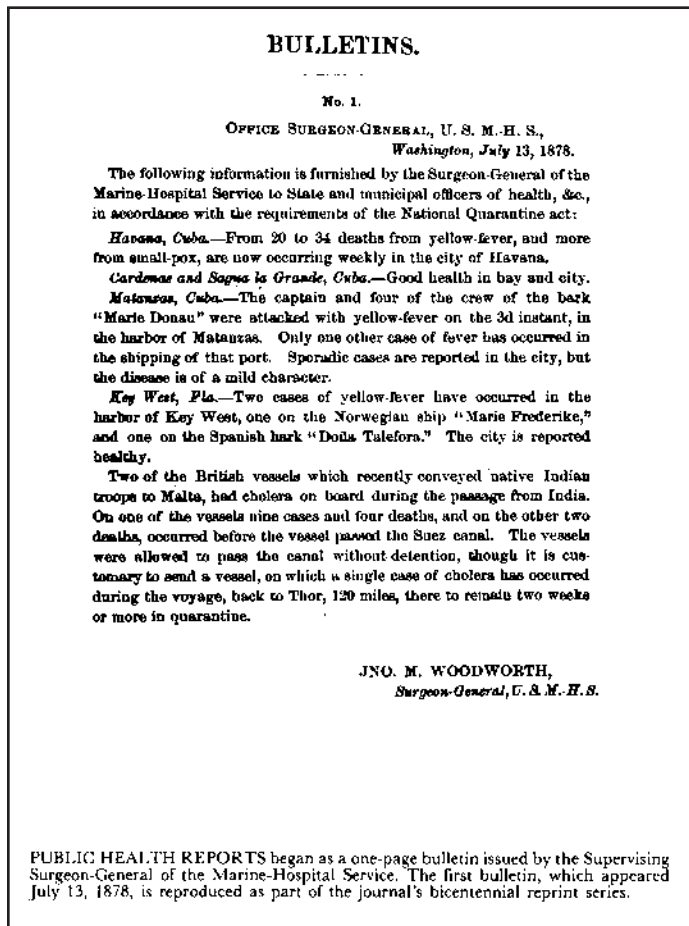 BULLETINS.
No. 1.
OFFICE SURGEON-GENERAL, U. S. M.-H. S.,
Washington, July 13, 1878.
The following information is furnished by the Surgeon-General of the
Marine-Hospital Service to State and municipal officers of health, &c.,
in accordance with the requirements of the National Quarantine act:
Havana, Cuba.—From 20 to 34 deaths from yellow-fever, and more
from small-pox, are now occurring weekly in the city of Havana.
Cardenas and Sagua la Grande, Cuba.—Good health in bay and city.
Matanzas, Cuba.—The captain and four of the crew of the bark
"Marie Donau" were attacked with yellow-fever on the 3d instant, in
the harbor of Matanzas. Only one other case of fever has occurred in
the shipping of that port. Sporadic cases are reported in the city, but
the disease is of a mild character.
Key West, Fla.—Two cases of yellow-fever have occurred in the
harbor of Key West, one on the Norwegian ship "Marie Frederike,"
and one on the Spanish bark "Doña Talefora." The city is reported
healthy.
Two of the British vessels which recently conveyed native Indian
troops to Malta, had cholera on board during the passage from India.
On one of the vessels nine cases and four deaths, and on the other two
deaths, occurred before the vessel passed the Suez canal. The vessels
were allowed to pass the canal without detention, though it is cus-
tomary to send a vessel, on which a single case of cholera has occurred
during the voyage, back to Thor, 120 miles, there to remain two weeks
or more in quarantine.
JNO. M. WOODWORTH,
Surgeon-General, U. S. M.-H. S.
PUBLIC HEALTH REPORTS began as a one-page bulletin issued by the Supervising
Surgeon-General of the Marine-Hospital Service. The first bulletin, which appeared
July 13, 1878, is reproduced as part of the journal's bicentennial reprint series.